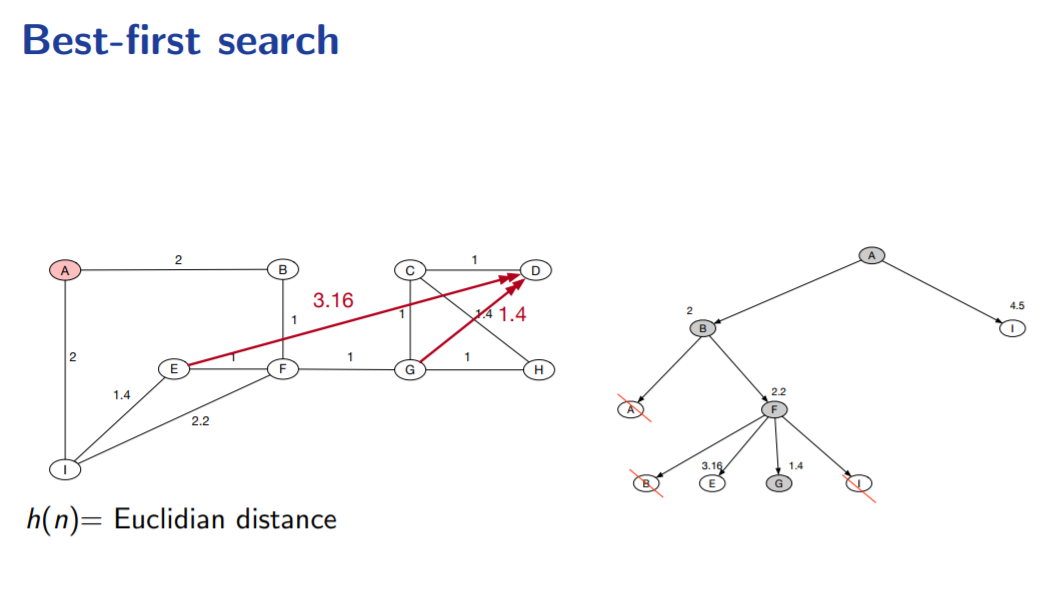 Best-first search
A
2
B
C
1
D
3.16
1
1
1.4
1.4
2
E
1
F
1
G
1
H
1.4
2.2
I
A
2
B
4.5
I
A
2.2
F
B
3.16
E
1.4
G
I
h(n)= Euclidian distance